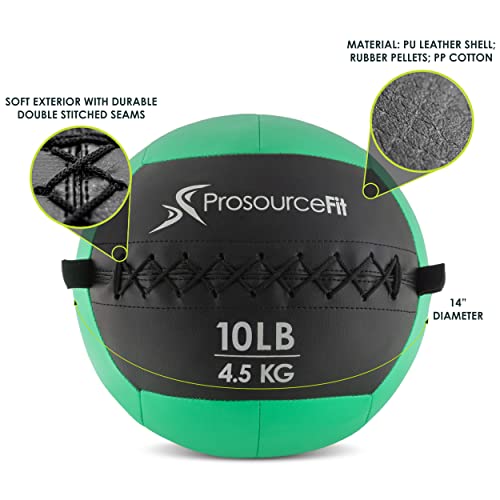 MATERIAL: PU LEATHER SHELL;
RUBBER PELLETS; PP COTTON
SOFT EXTERIOR WITH DURABLE
DOUBLE STITCHED SEAMS
ProsourceFit
14"
DIAMETER
10LB
4.5 KG